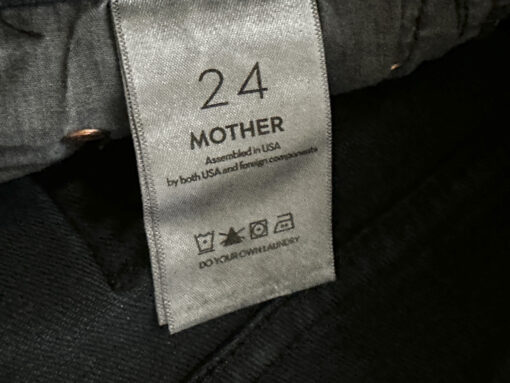 24
MOTHER
Assembled in USA
by both USA and foreign components
DO YOUR OWN LAUNDRY